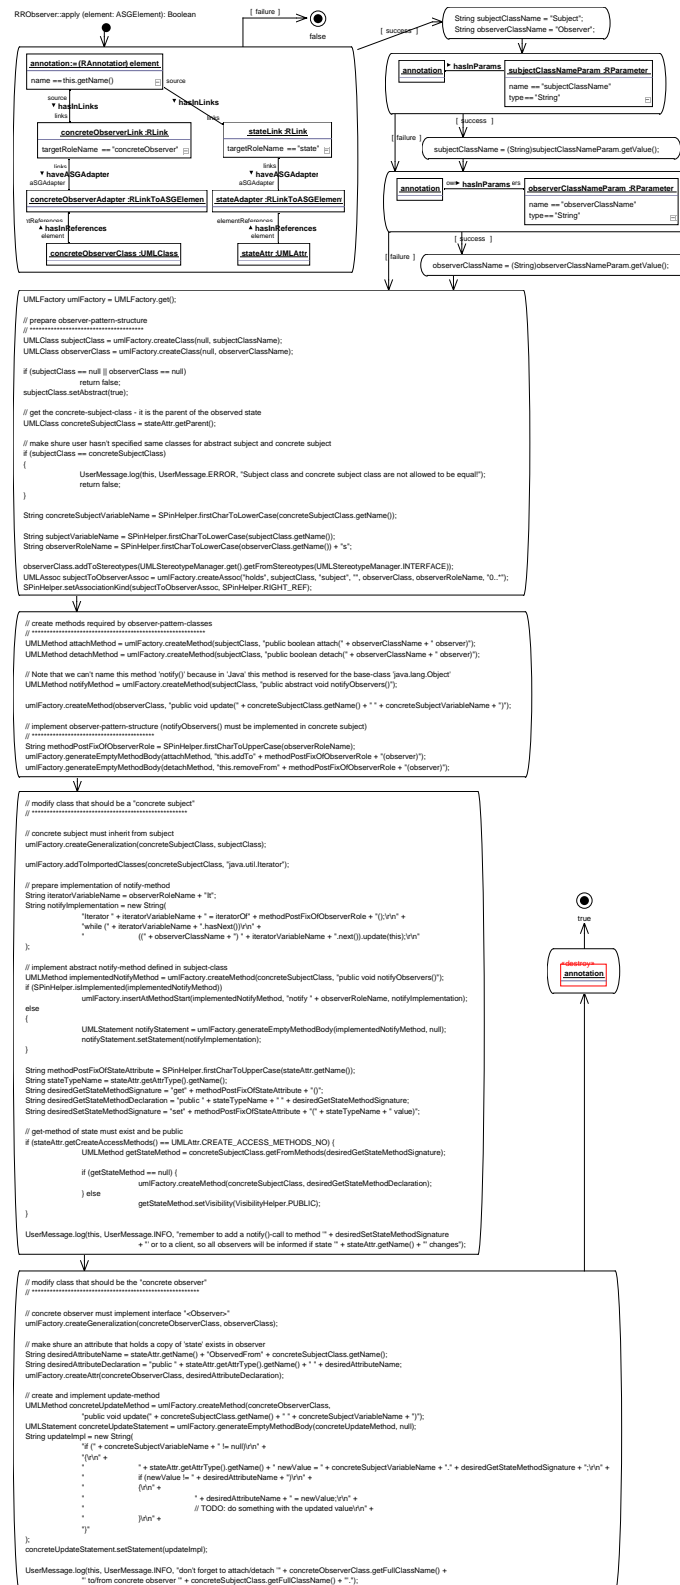 RRObserver::apply (element: ASGElement): Boolean
[ failure ]
false
[ success ]
String subjectClassName = "Subject";
String observerClassName = "Observer";
annotation:= (RAnnotation) element
name ==this.getName()
source
source
hasInLinks
links
hasInLinks
links
concreteObserverLink :RLink
targetRoleName =="concreteObserver"
stateLink :RLink
targetRoleName =="state"
links
haveASGAdapter
aSGAdapter
links
haveASGAdapter
aSGAdapter
concreteObserverAdapter :RLinkToASGElemen
stateAdapter :RLinkToASGElement
hasInReferences
element
elementReferences
hasInReferences
element
concreteObserverClass :UMLClass
stateAttr :UMLAttr
annotation
hasInParams
subjectClassNameParam :RParameter
name =="subjectClassName"
type=="String"
[ success ]
[ failure ]
subjectClassName = (String)subjectClassNameParam.getValue();
annotation
hasInParams
observerClassNameParam :RParameter
name =="observerClassName"
type=="String"
[ success ]
[ failure ]
observerClassName = (String)observerClassNameParam.getValue();
UMLFactory umlFactory = UMLFactory.get();
// prepare observer-pattern-structure
// **************************************
UMLClass subjectClass = umlFactory.createClass(null, subjectClassName);
UMLClass observerClass = umlFactory.createClass(null, observerClassName);
if (subjectClass == null || observerClass == null)
return false;
subjectClass.setAbstract(true);
// get the concrete-subject-class - it is the parent of the observed state
UMLClass concreteSubjectClass = stateAttr.getParent();
// make shure user hasn't specified same classes for abstract subject and concrete subject
if (subjectClass == concreteSubjectClass)
{
UserMessage.log(this, UserMessage.ERROR, "Subject class and concrete subject class are not allowed to be equal!");
return false;
}
String concreteSubjectVariableName = SPinHelper.firstCharToLowerCase(concreteSubjectClass.getName());
String subjectVariableName = SPinHelper.firstCharToLowerCase(subjectClass.getName());
String observerRoleName = SPinHelper.firstCharToLowerCase(observerClass.getName()) + "s";
observerClass.addToStereotypes(UMLStereotypeManager.get().getFromStereotypes(UMLStereotypeManager.INTERFACE));
UMLAssoc subjectToObserverAssoc = umlFactory.createAssoc("holds", subjectClass, "subject", "", observerClass, observerRoleName, "0..*");
SPinHelper.setAssociationKind(subjectToObserverAssoc, SPinHelper.RIGHT_REF);
// create methods required by observer-pattern-classes
// **********************************************************
UMLMethod attachMethod = umlFactory.createMethod(subjectClass, "public boolean attach(" + observerClassName + " observer)");
UMLMethod detachMethod = umlFactory.createMethod(subjectClass, "public boolean detach(" + observerClassName + " observer)");
// Note that we can't name this method 'notify()' because in 'Java' this method is reserved for the base-class 'java.lang.Object'
UMLMethod notifyMethod = umlFactory.createMethod(subjectClass, "public abstract void notifyObservers()");
umlFactory.createMethod(observerClass, "public void update(" + concreteSubjectClass.getName() + " " + concreteSubjectVariableName + ")");
// implement observer-pattern-structure (notifyObservers() must be implemented in concrete subject)
// *****************************************
String methodPostFixOfObserverRole = SPinHelper.firstCharToUpperCase(observerRoleName);
umlFactory.generateEmptyMethodBody(attachMethod, "this.addTo" + methodPostFixOfObserverRole + "(observer)");
umlFactory.generateEmptyMethodBody(detachMethod, "this.removeFrom" + methodPostFixOfObserverRole + "(observer)");
// modify class that should be a "concrete subject"
// ****************************************************
// concrete subject must inherit from subject
umlFactory.createGeneralization(concreteSubjectClass, subjectClass);
umlFactory.addToImportedClasses(concreteSubjectClass, "java.util.Iterator");
// prepare implementation of notify-method
String iteratorVariableName = observerRoleName + "It";
String notifyImplementation = new String(
"Iterator " + iteratorVariableName + " = iteratorOf" + methodPostFixOfObserverRole + "();\r\n" +
"while (" + iteratorVariableName + ".hasNext())\r\n" +
" ((" + observerClassName + ") " + iteratorVariableName + ".next()).update(this);\r\n"
);
// implement abstract notify-method defined in subject-class
UMLMethod implementedNotifyMethod = umlFactory.createMethod(concreteSubjectClass, "public void notifyObservers()");
if (SPinHelper.isImplemented(implementedNotifyMethod))
umlFactory.insertAtMethodStart(implementedNotifyMethod, "notify " + observerRoleName, notifyImplementation);
else
{
UMLStatement notifyStatement = umlFactory.generateEmptyMethodBody(implementedNotifyMethod, null);
notifyStatement.setStatement(notifyImplementation);
}
String methodPostFixOfStateAttribute = SPinHelper.firstCharToUpperCase(stateAttr.getName());
String stateTypeName = stateAttr.getAttrType().getName();
String desiredGetStateMethodSignature = "get" + methodPostFixOfStateAttribute + "()";
String desiredGetStateMethodDeclaration = "public " + stateTypeName + " " + desiredGetStateMethodSignature;
String desiredSetStateMethodSignature = "set" + methodPostFixOfStateAttribute + "(" + stateTypeName + " value)";
// get-method of state must exist and be public
if (stateAttr.getCreateAccessMethods() == UMLAttr.CREATE_ACCESS_METHODS_NO) {
UMLMethod getStateMethod = concreteSubjectClass.getFromMethods(desiredGetStateMethodSignature);
if (getStateMethod == null) {
umlFactory.createMethod(concreteSubjectClass, desiredGetStateMethodDeclaration);
} else
getStateMethod.setVisibility(VisibilityHelper.PUBLIC);
}
UserMessage.log(this, UserMessage.INFO, "remember to add a notify()-call to method '" + desiredSetStateMethodSignature
+ "' or to a client, so all observers will be informed if state '" + stateAttr.getName() + "' changes");
true
«destroy»
annotation
// modify class that should be the "concrete observer"
// ********************************************************
// concrete observer must implement interface "<Observer>"
umlFactory.createGeneralization(concreteObserverClass, observerClass);
// make shure an attribute that holds a copy of 'state' exists in observer
String desiredAttributeName = stateAttr.getName() + "ObservedFrom" + concreteSubjectClass.getName();
String desiredAttributeDeclaration = "public " + stateAttr.getAttrType().getName() + " " + desiredAttributeName;
umlFactory.createAttr(concreteObserverClass, desiredAttributeDeclaration);
// create and implement update-method
UMLMethod concreteUpdateMethod = umlFactory.createMethod(concreteObserverClass,
"public void update(" + concreteSubjectClass.getName() + " " + concreteSubjectVariableName + ")");
UMLStatement concreteUpdateStatement = umlFactory.generateEmptyMethodBody(concreteUpdateMethod, null);
String updateImpl = new String(
"if (" + concreteSubjectVariableName + " != null)\r\n" +
"{\r\n" +
" " + stateAttr.getAttrType().getName() + " newValue = " + concreteSubjectVariableName + "." + desiredGetStateMethodSignature + ";\r\n" +
" if (newValue != " + desiredAttributeName + ")\r\n" +
" {\r\n" +
" " + desiredAttributeName + " = newValue;\r\n" +
" // TODO: do something with the updated value\r\n" +
" }\r\n" +
"}"
);
concreteUpdateStatement.setStatement(updateImpl);
UserMessage.log(this, UserMessage.INFO, "don't forget to attach/detach '" + concreteObserverClass.getFullClassName() +
"' to/from concrete observer '" + concreteSubjectClass.getFullClassName() + "'.");